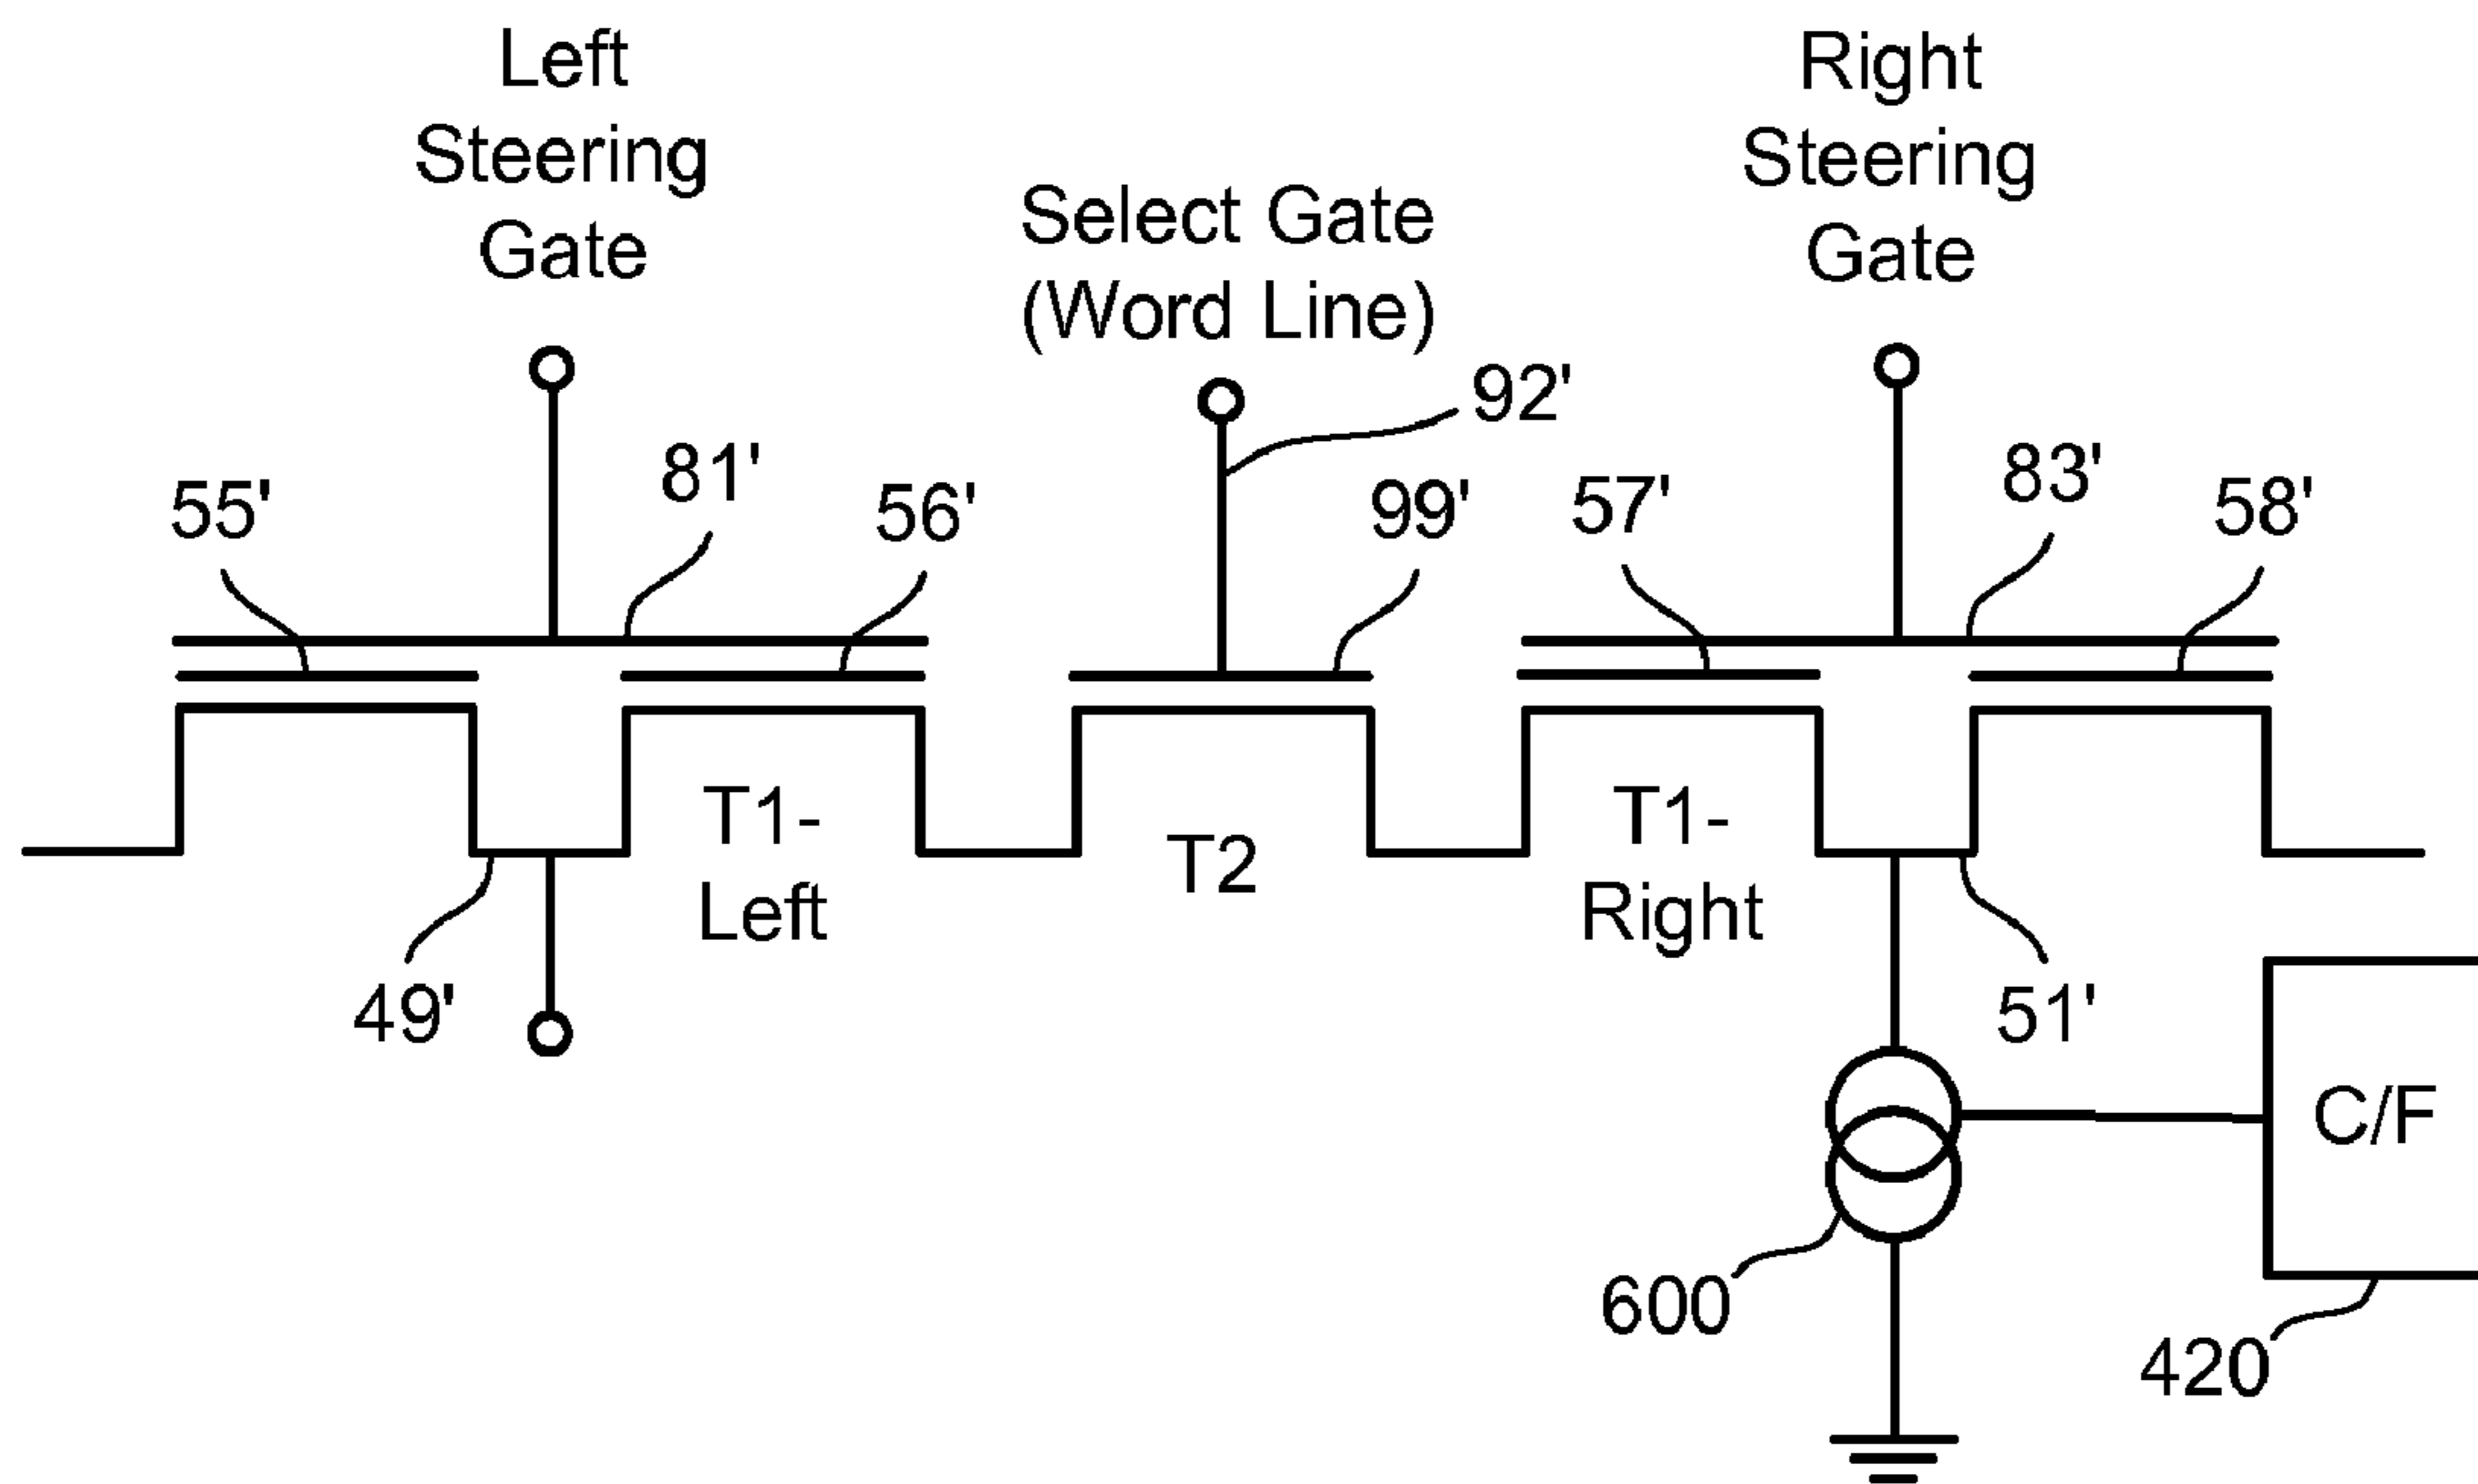 Left
Steering
Gate
Right
Steering
Gate
Select Gate
(Word Line)
92'
55'
81'
56'
99'
57'
83'
58'
T1-
Left
T2
T1-
Right
49'
51'
C/F
600
420